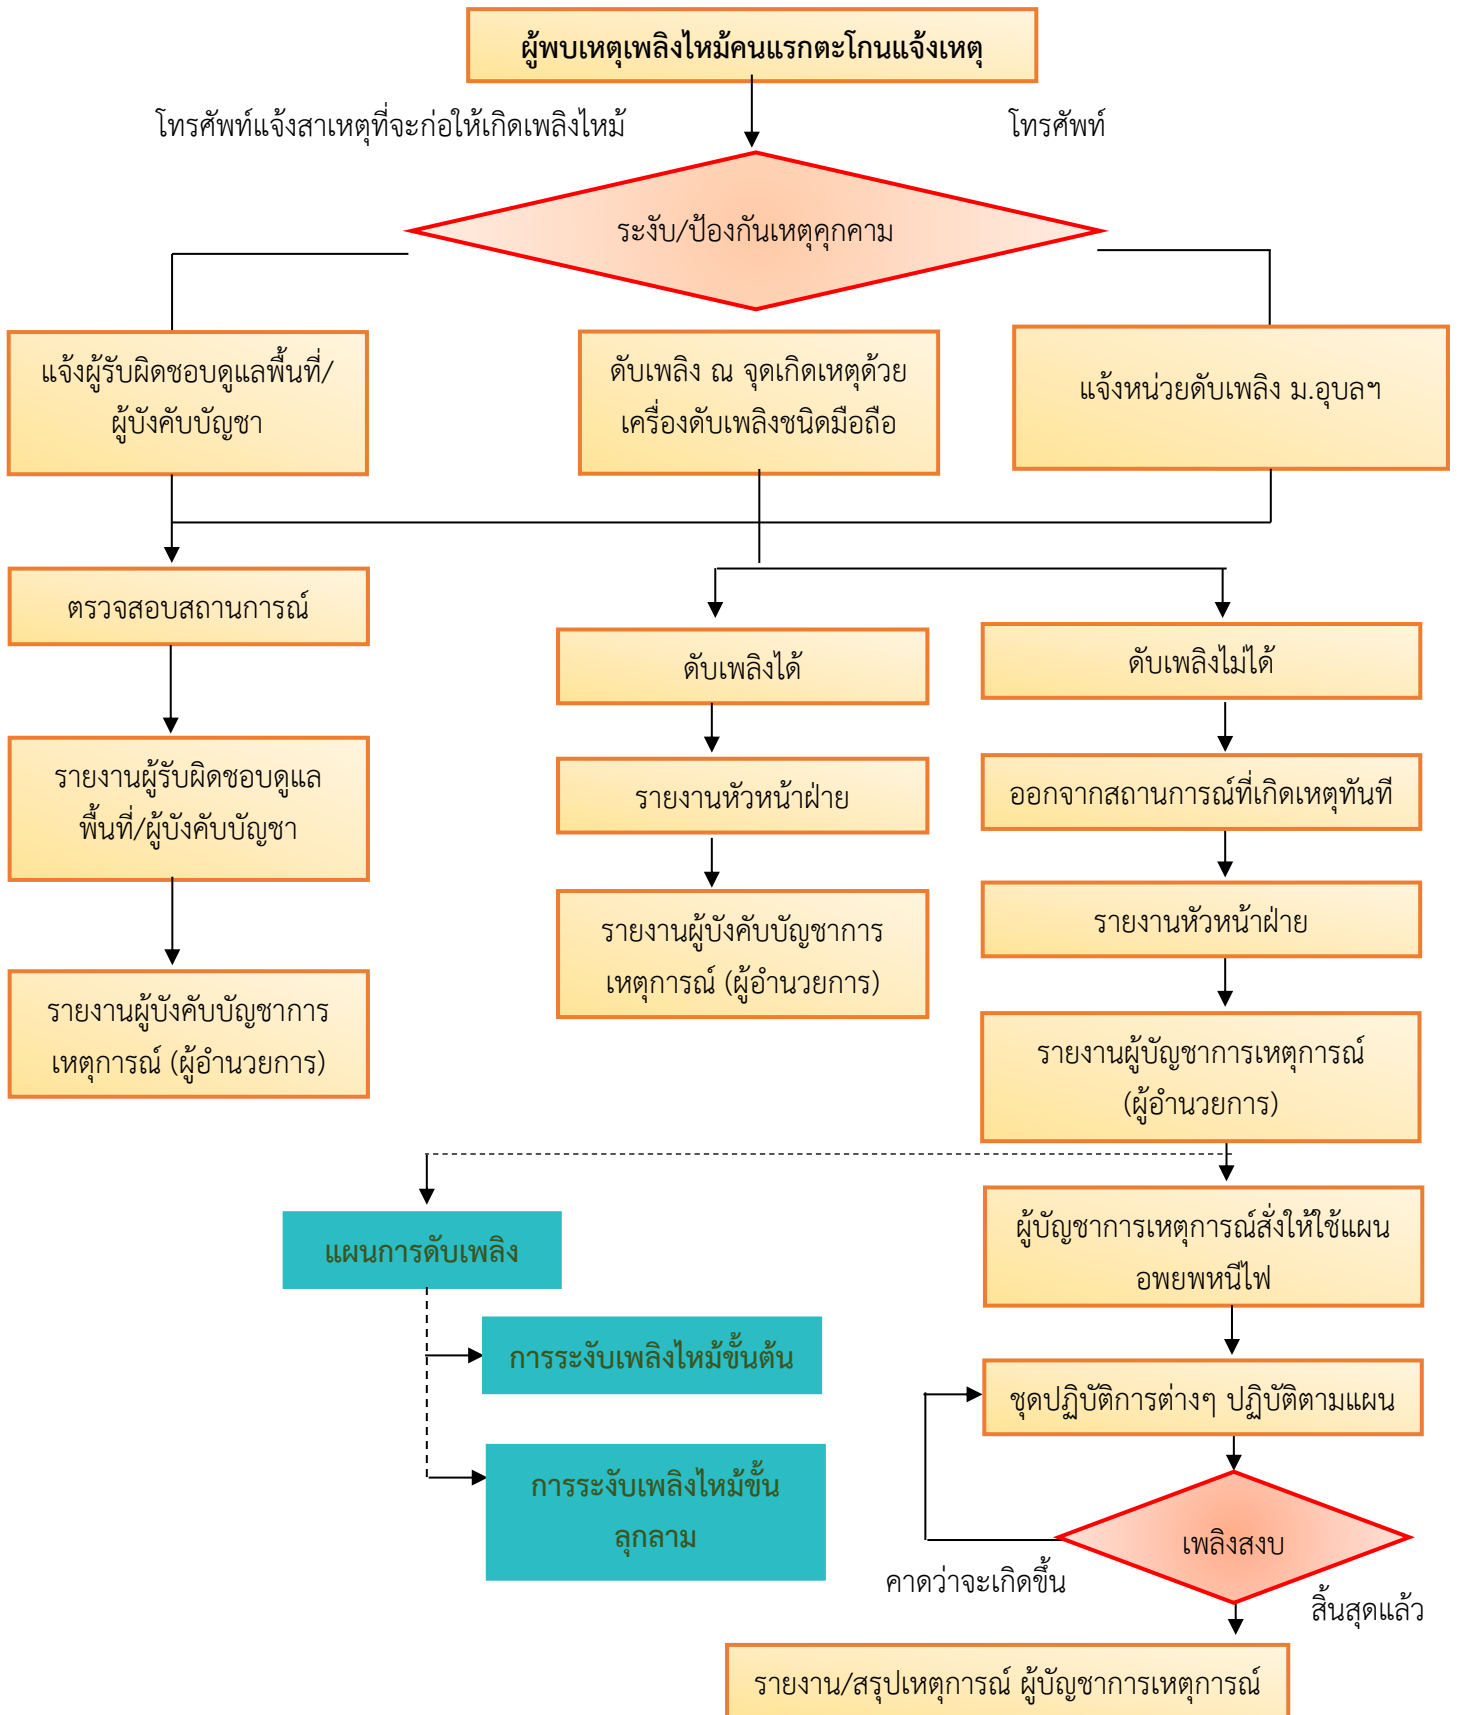 ผู้พบเหตุเพลิงไหม้คนแรกตะโกนแจ้งเหตุ
โทรศัพท์แจ้งสาเหตุที่จะก่อให้เกิดเพลิงไหม้
โทรศัพท์
ระงับ/ป้องกันเหตุคุกคาม
แจ้งผู้รับผิดชอบดูแลพื้นที่/
ผู้บังคับบัญชา
ดับเพลิง ณ จุดเกิดเหตุด้วย
เครื่องดับเพลิงชนิดมือถือ
แจ้งหน่วยดับเพลิง ม.อุบลฯ
ตรวจสอบสถานการณ์
ดับเพลิงได้
ดับเพลิงไม่ได้
รายงานผู้รับผิดชอบดูแล
พื้นที่/ผู้บังคับบัญชา
รายงานหัวหน้าฝ่าย
ออกจากสถานการณ์ที่เกิดเหตุทันที
รายงานผู้บังคับบัญชาการ
เหตุการณ์ (ผู้อำนวยการ)
รายงานผู้บังคับบัญชาการ
เหตุการณ์ (ผู้อำนวยการ)
รายงานหัวหน้าฝ่าย
รายงานผู้บัญชาการเหตุการณ์
(ผู้อำนวยการ)
แผนการดับเพลิง
ผู้บัญชาการเหตุการณ์สั่งให้ใช้แผน
อพยพหนีไฟ
การระงับเพลิงไหม้ขั้นต้น
ชุดปฏิบัติการต่างๆ ปฏิบัติตามแผน
การระงับเพลิงไหม้ขั้น
ลุกลาม
เพลิงสงบ
คาดว่าจะเกิดขึ้น
สิ้นสุดแล้ว
รายงาน/สรุปเหตุการณ์ ผู้บัญชาการเหตุการณ์